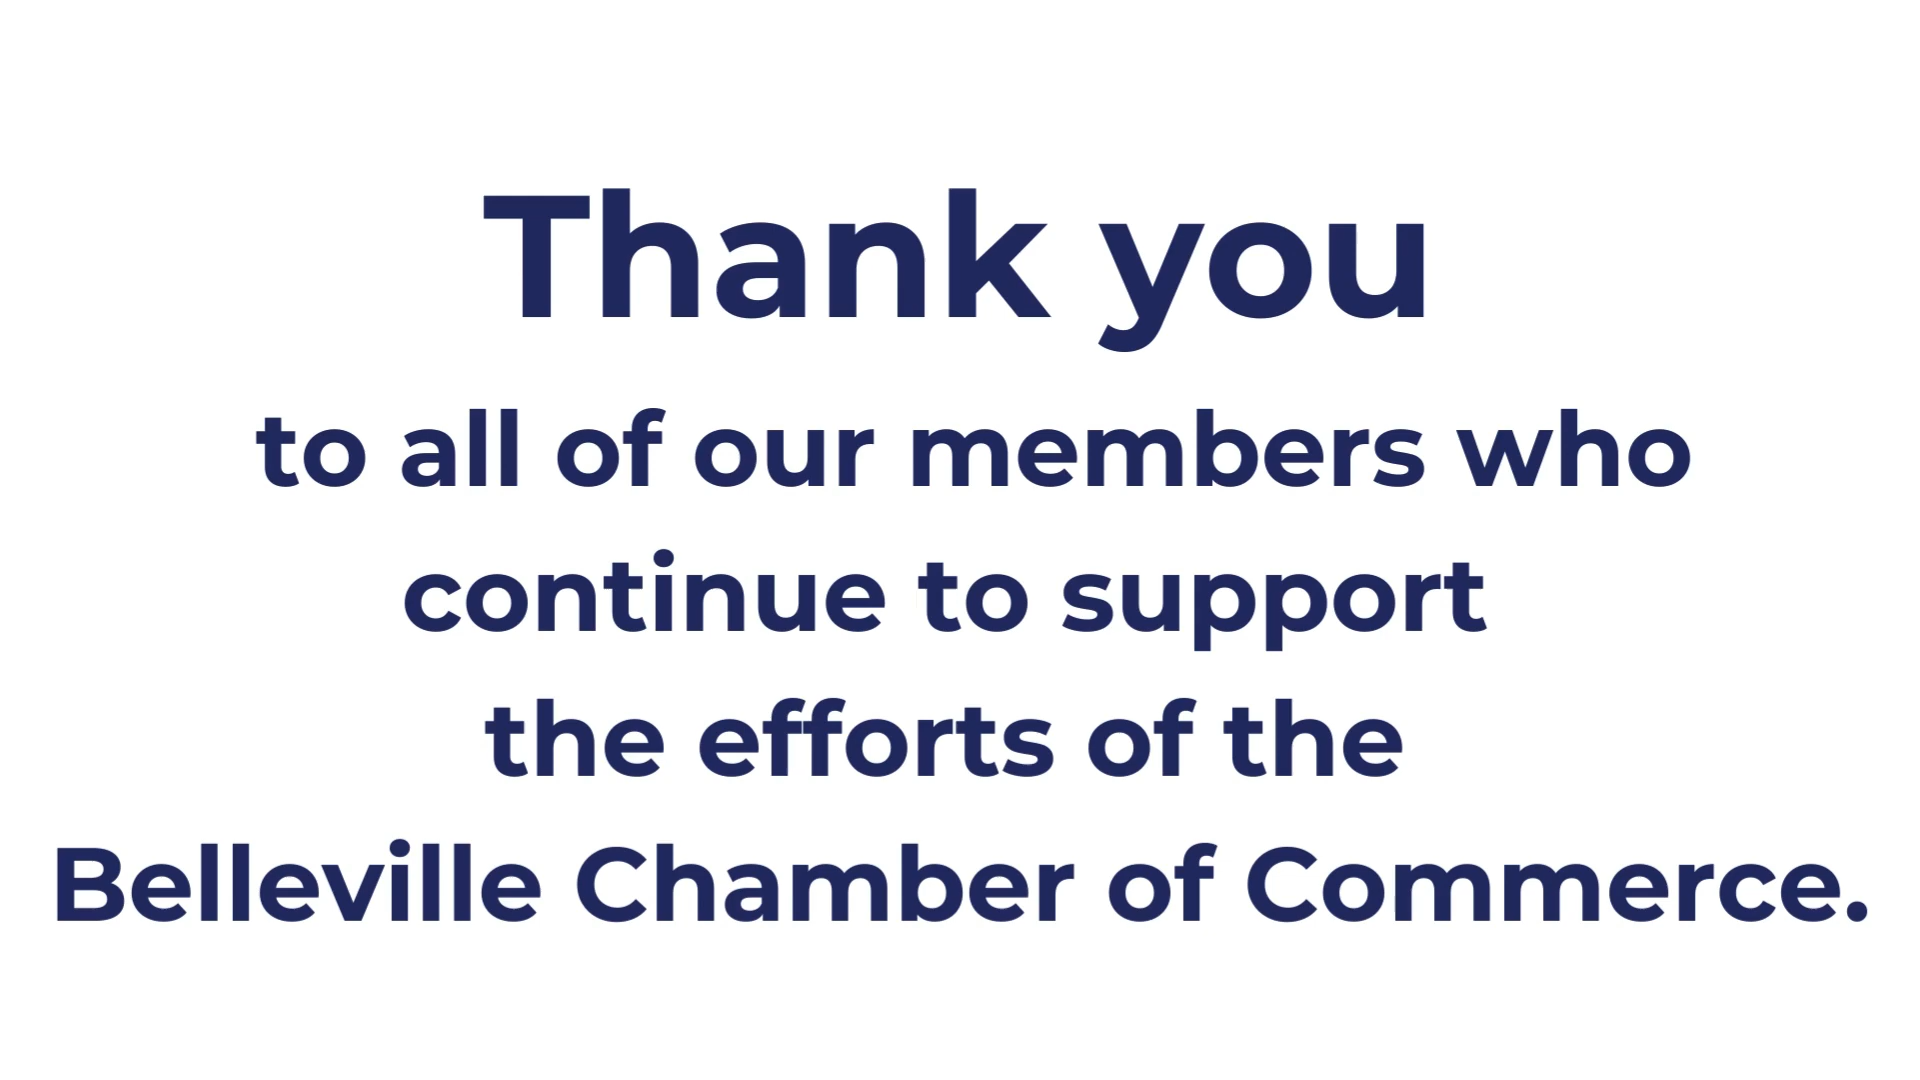 Thank you
to all of our members who
continue to support
the efforts of the
Belleville Chamber of Commerce.